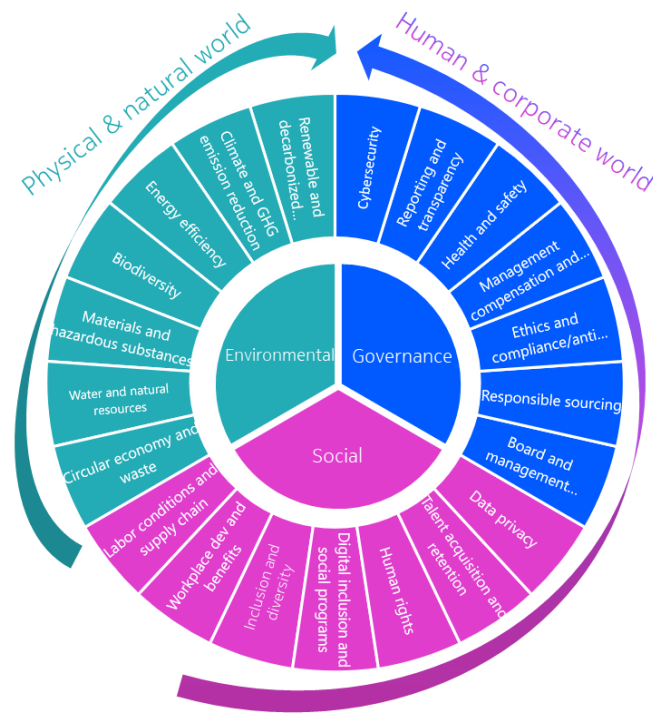 Physical & natural world
Human & corporate world
Renewable and
decarbonized...
Climate and GHG
emission reduction
Energy efficiency
Biodiversity
Materials and
hazardous substances
Water and natural
resources
Circular economy and
waste
Cybersecurity
Reporting and
transparency
Health and safety
Management
compensation and...
Ethics and
compliance/anti...
Responsible sourcing
Board and
management...
Environmental
Governance
Social
Labor conditions and
supply chain
Workplace dev and
benefits
Inclusion and
diversity
Digital inclusion and
social programs
Human rights
Talent acquisition and
retention
Data privacy